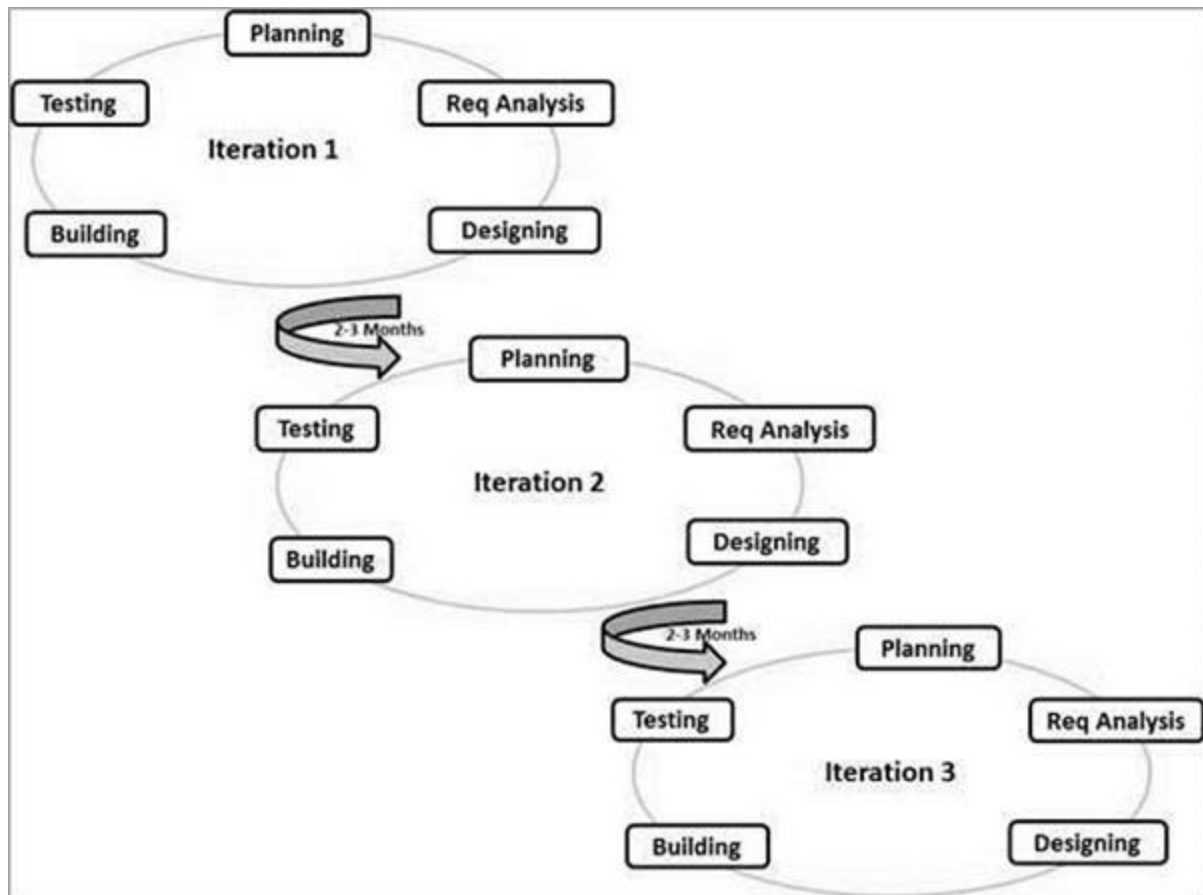 Planning
Testing
Req Analysis
Iteration 1
Building
Designing
2-3 Months
Planning
Testing
Req Analysis
Iteration 2
Building
Designing
2-3 Months
Planning
Testing
Req Analysis
Iteration 3
Building
Designing